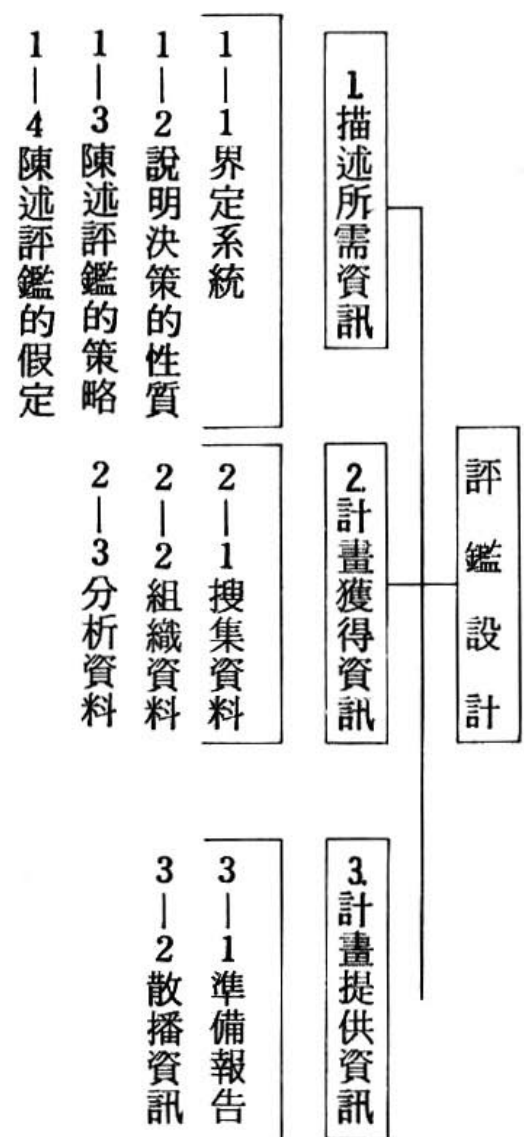 評鑑設計
1.描述所需資訊
1—1界定系統
1—2說明決策的性質
1—3陳述評鑑的策略
1—4陳述評鑑的假定
2.計畫獲得資訊
2—1搜集資料
2—2組織資料
2—3分析資料
3.計畫提供資訊
3—1準備報告
3—2散播資訊